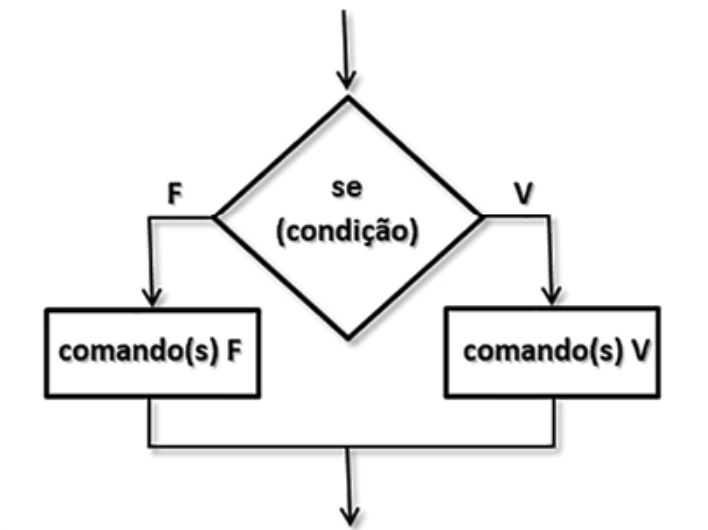 se
(condição)
F
V
comando(s) F
comando(s) V